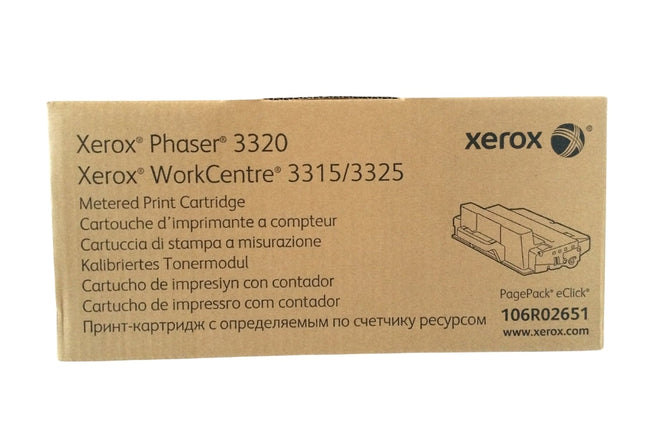 Xerox® Phaser® 3320
Xerox® WorkCentre® 3315/3325
Metered Print Cartridge
Cartouche d'imprimante a compteur
Cartuccia di stampa a misurazione
Kalibriertes Tonermodul
Cartucho de impresiyn con contador
Cartucho de impressro com contador
Принт-картридж с определяемым по счетчику ресурсом
xerox
PagePack® eClick®
106R02651
www.xerox.com